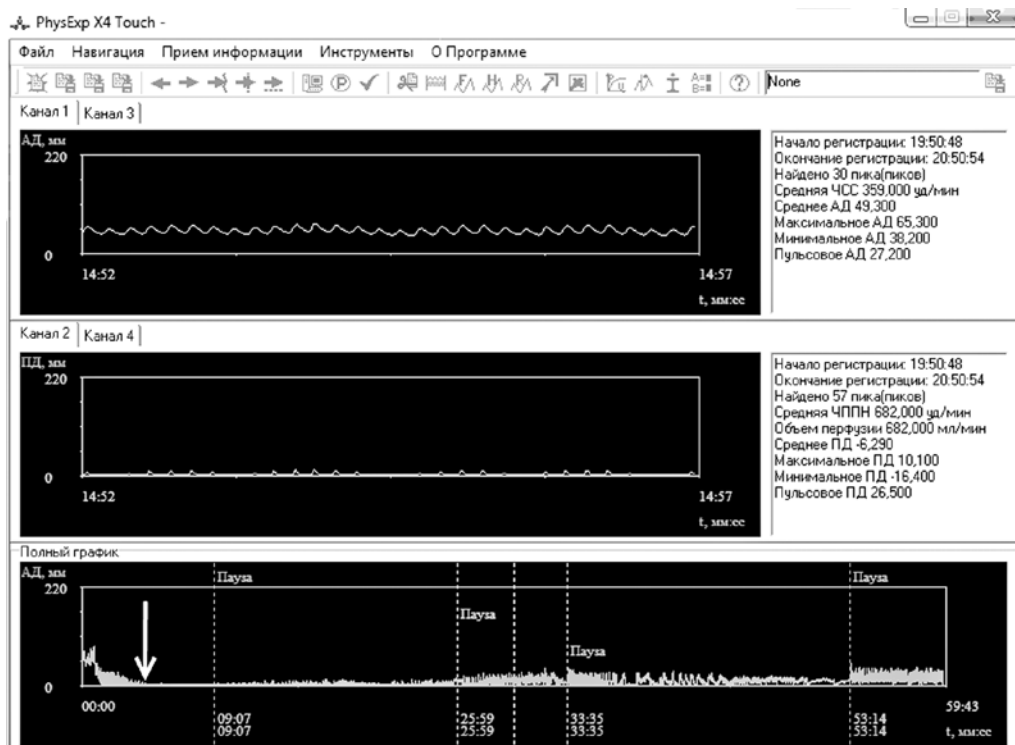 PhysExp X4 Touch -
Файл Навигация Прием информации Инструменты О Программе
None
Канал 1 Канал 3
АД, мм
220
0
14:52 14:57
t, мм:сс
Начало регистрации: 19:50:48
Окончание регистрации: 20:50:54
Найдено 30 пика(пиков)
Средняя ЧСС 359,000 уд/мин
Среднее АД 49,300
Максимальное АД 65,300
Минимальное АД 38,200
Пульсовое АД 27,200
Канал 2 Канал 4
ПД, мм
220
0
14:52 14:57
t, мм:сс
Начало регистрации: 19:50:48
Окончание регистрации: 20:50:54
Найдено 57 пика(пиков)
Средняя ЧППН 682,000 уд/мин
Объем перфузии 682,000 мл/мин
Среднее ПД -6,290
Максимальное ПД 10,100
Минимальное ПД -16,400
Пульсовое ПД 26,500
Полный график
АД, мм
220
0
Пауза
Пауза
Пауза
Пауза
00:00 59:43
09:07 25:59 33:35 53:14
09:07 25:59 33:35 53:14
t, мм:сс